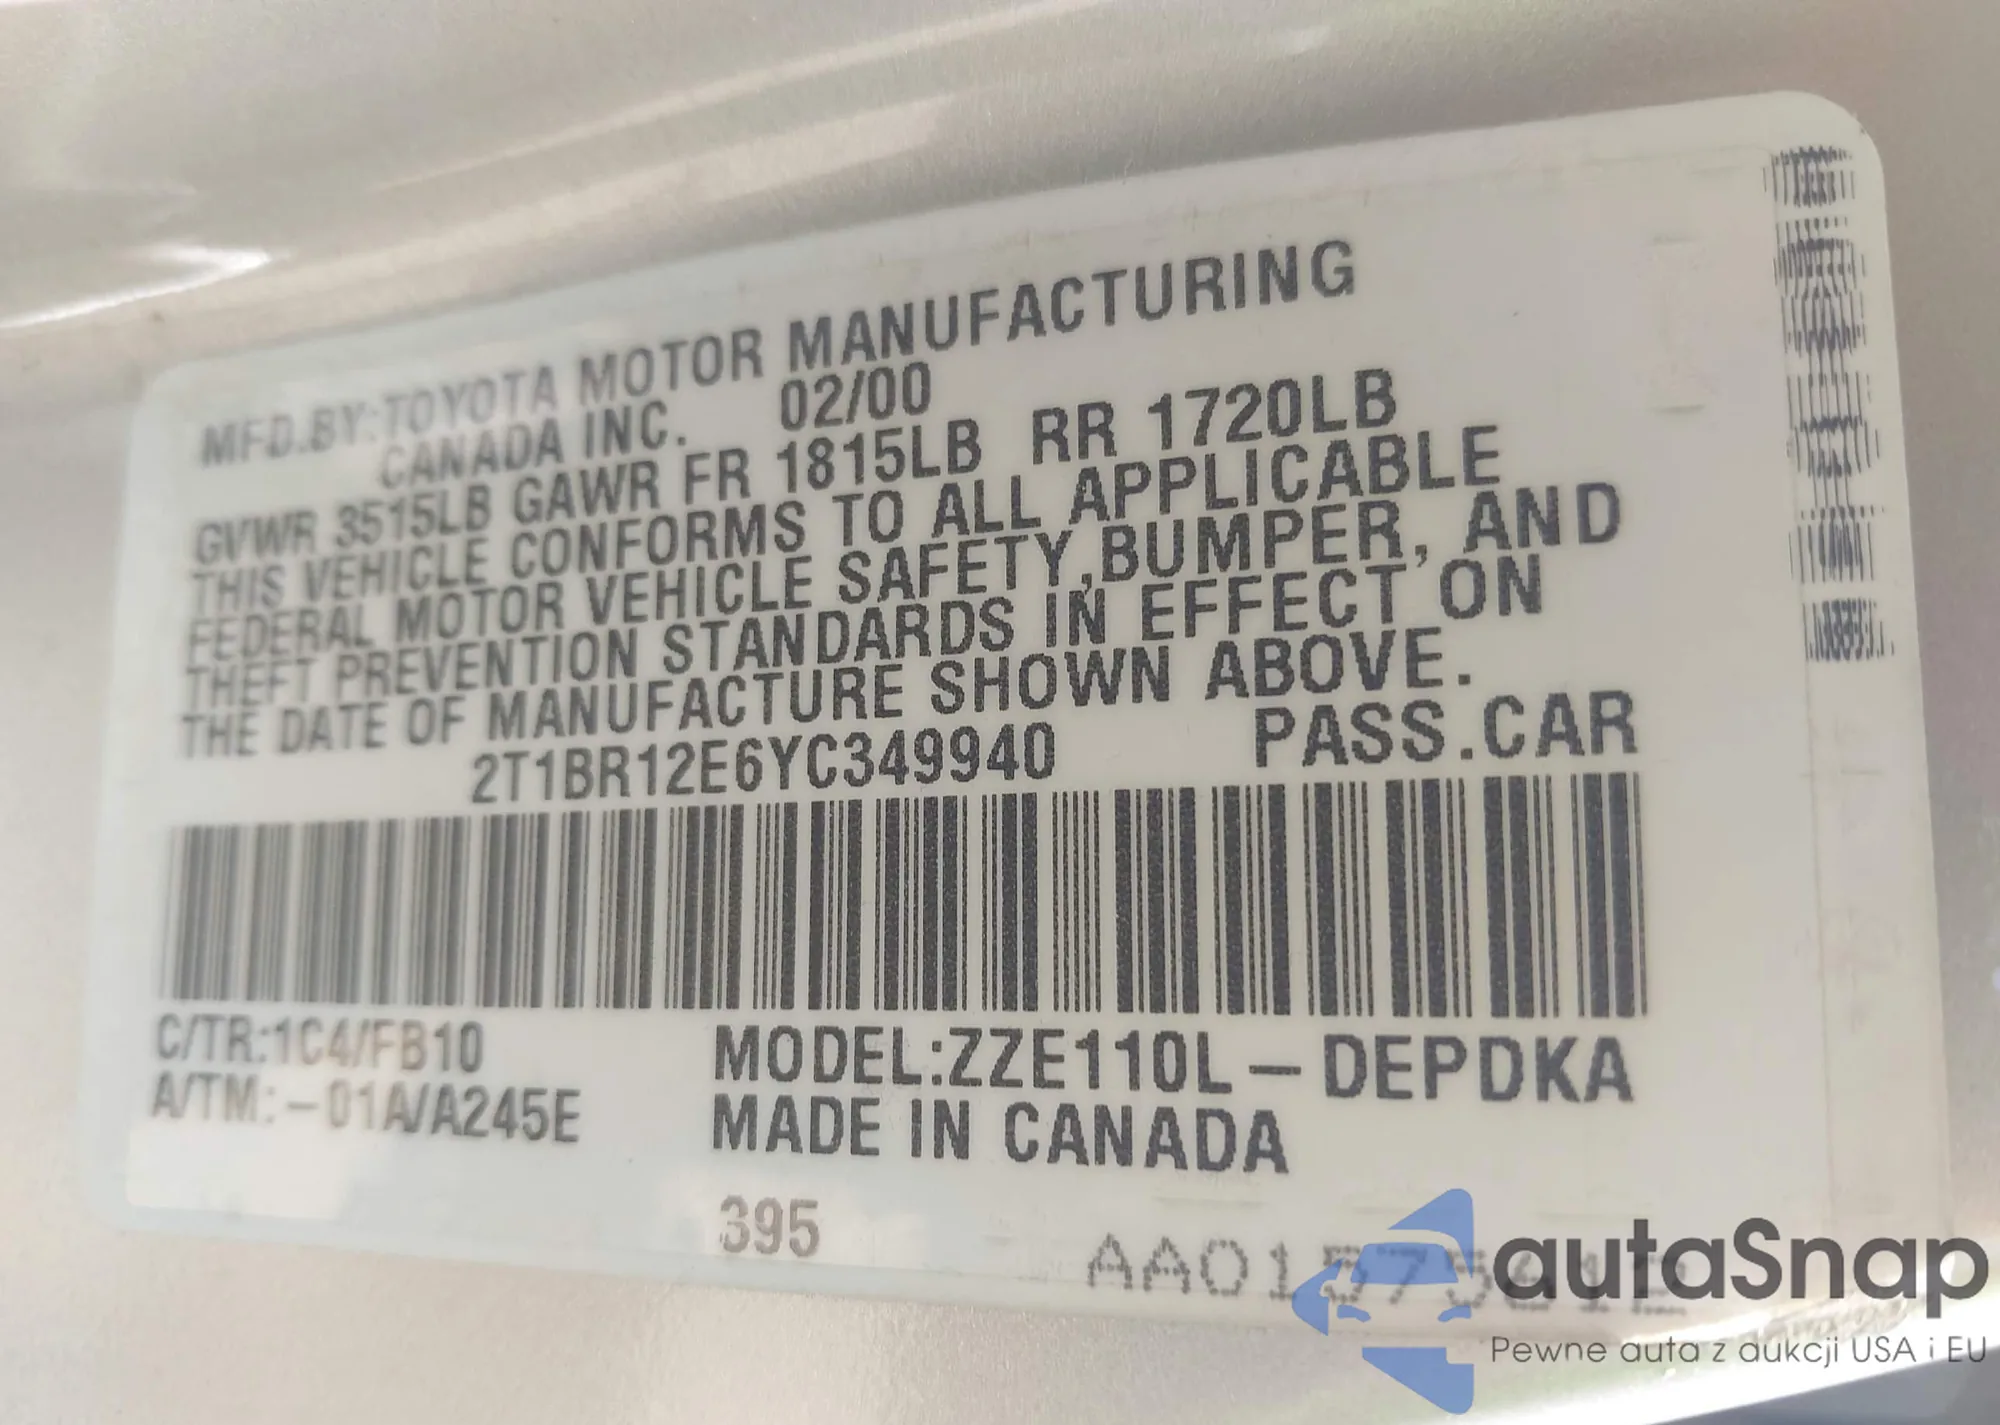 MFD.BY:TOYOTA MOTOR MANUFACTURING
CANADA INC. 02/00
GVWR 3515LB GAWR FR 1815LB RR 1720LB
THIS VEHICLE CONFORMS TO ALL APPLICABLE
FEDERAL MOTOR VEHICLE SAFETY,BUMPER, AND
THEFT PREVENTION STANDARDS IN EFFECT ON
THE DATE OF MANUFACTURE SHOWN ABOVE.
2T1BR12E6YC349940 PASS.CAR
C/TR:1C4/FB10
A/TM:-01A/A245E
MODEL:ZZE110L-DEPDKA
MADE IN CANADA
395
autaSnap
Pewne auta z aukcji USA i EU